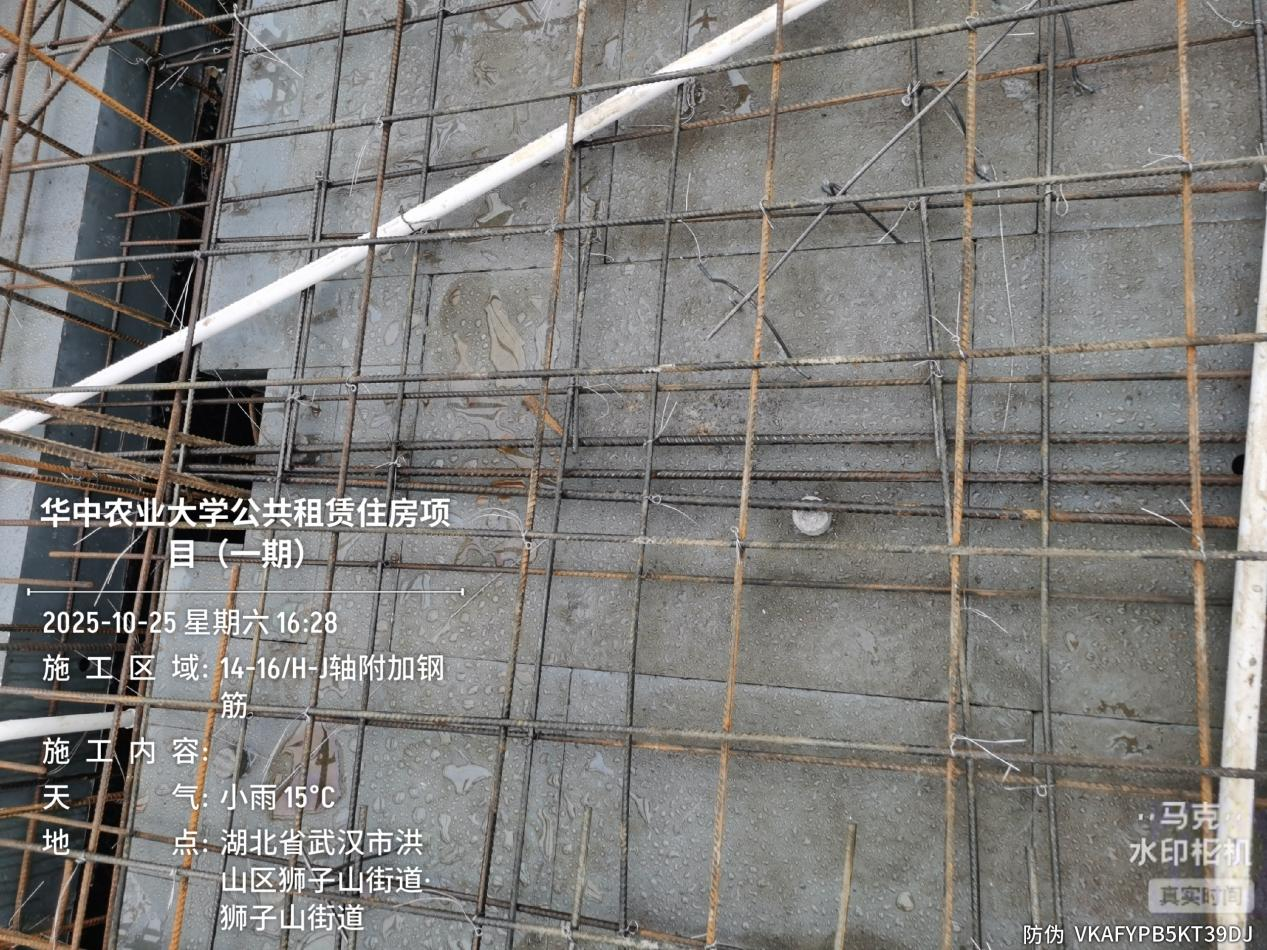 华中农业大学公共租赁住房项
目（一期）
2025-10-25 星期六 16:28
施工区域: 14-16/H-J轴附加钢
筋
施工内容:
天气: 小雨 15°C
地点: 湖北省武汉市洪
山区狮子山街道·
狮子山街道
马克
水印相机
真实时间
防伪 VKAFYPB5KT39DJ